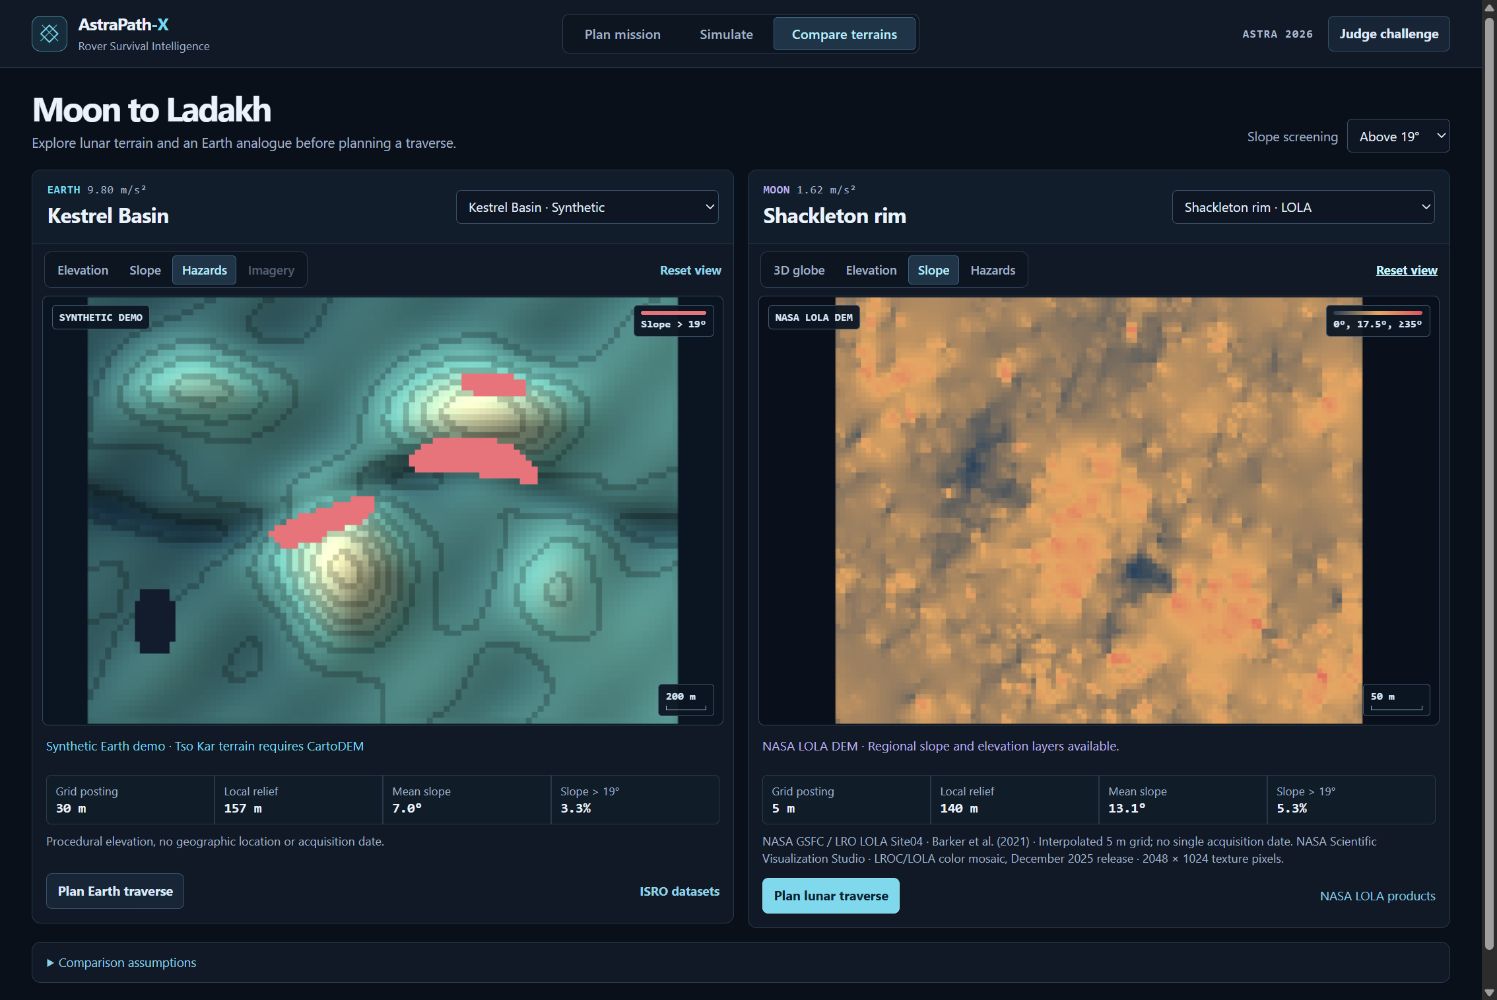 AstraPath-X
Rover Survival Intelligence
Plan mission
Simulate
Compare terrains
ASTRA 2026
Judge challenge
Moon to Ladakh
Explore lunar terrain and an Earth analogue before planning a traverse.
Slope screening
Above 19°
EARTH 9.80 m/s²
Kestrel Basin
Kestrel Basin · Synthetic
Elevation
Slope
Hazards
Imagery
Reset view
SYNTHETIC DEMO
Slope > 19°
200 m
Synthetic Earth demo · Tso Kar terrain requires CartoDEM
Grid posting
30 m
Local relief
157 m
Mean slope
7.0°
Slope > 19°
3.3%
Procedural elevation, no geographic location or acquisition date.
Plan Earth traverse
ISRO datasets
MOON 1.62 m/s²
Shackleton rim
Shackleton rim · LOLA
3D globe
Elevation
Slope
Hazards
Reset view
NASA LOLA DEM
0°, 17.5°, ≥35°
50 m
NASA LOLA DEM · Regional slope and elevation layers available.
Grid posting
5 m
Local relief
140 m
Mean slope
13.1°
Slope > 19°
5.3%
NASA GSFC / LRO LOLA Site04 · Barker et al. (2021) · Interpolated 5 m grid; no single acquisition date. NASA Scientific
Visualization Studio · LROC/LOLA color mosaic, December 2025 release · 2048 × 1024 texture pixels.
Plan lunar traverse
NASA LOLA products
Comparison assumptions